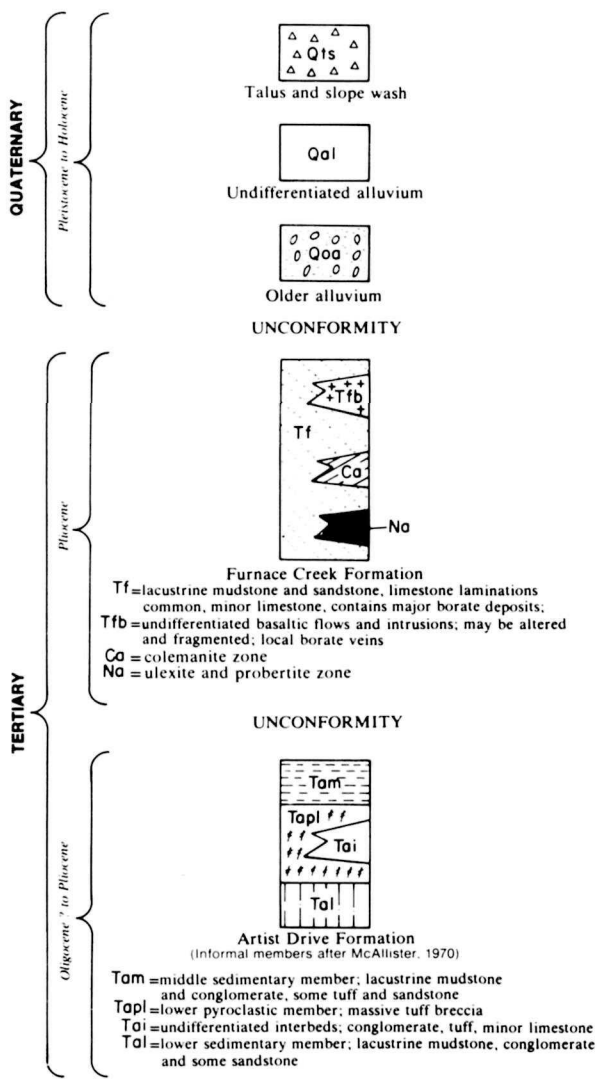 QUATERNARY
Pleistocene to Holocene
Qts
Talus and slope wash
Qal
Undifferentiated alluvium
Qoa
Older alluvium
UNCONFORMITY
TERTIARY
Pliocene
Tfb
Tf
Ca
Na
Furnace Creek Formation
Tf=lacustrine mudstone and sandstone, limestone laminations
common, minor limestone, contains major borate deposits;
Tfb=undifferentiated basaltic flows and intrusions; may be altered
and fragmented; local borate veins
Ca=colemanite zone
Na=ulexite and probertite zone
UNCONFORMITY
Oligocene ? to Pliocene
Tam
Tapl
Tai
Tal
Artist Drive Formation
(Informal members after McAllister, 1970)
Tam=middle sedimentary member; lacustrine mudstone
and conglomerate, some tuff and sandstone
Tapl=lower pyroclastic member; massive tuff breccia
Tai=undifferentiated interbeds; conglomerate, tuff, minor limestone
Tal=lower sedimentary member; lacustrine mudstone, conglomerate
and some sandstone